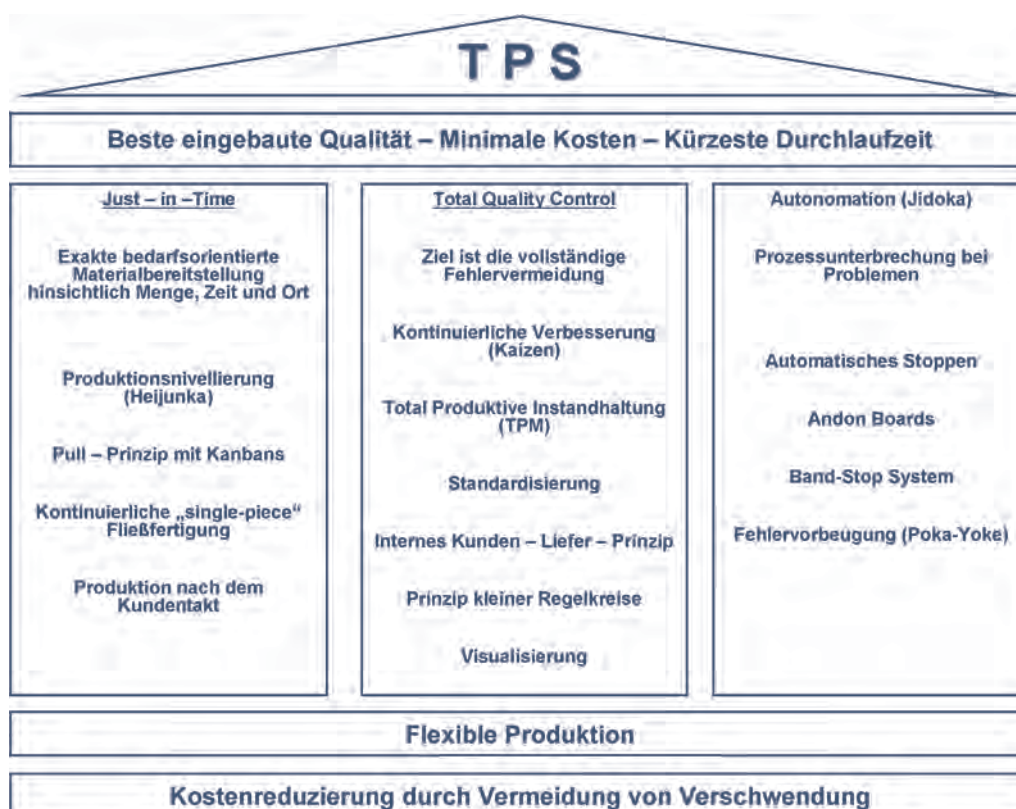 TPS
Beste eingebaute Qualität – Minimale Kosten – Kürzeste Durchlaufzeit
Just – in –Time
Exakte bedarfsorientierte
Materialbereitstellung
hinsichtlich Menge, Zeit und Ort
Produktionsnivellierung
(Heijunka)
Pull – Prinzip mit Kanbans
Kontinuierliche „single-piece“
Fließfertigung
Produktion nach dem
Kundentakt
Total Quality Control
Ziel ist die vollständige
Fehlervermeidung
Kontinuierliche Verbesserung
(Kaizen)
Total Produktive Instandhaltung
(TPM)
Standardisierung
Internes Kunden – Liefer – Prinzip
Prinzip kleiner Regelkreise
Visualisierung
Autonomation (Jidoka)
Prozessunterbrechung bei
Problemen
Automatisches Stoppen
Andon Boards
Band-Stop System
Fehlervorbeugung (Poka-Yoke)
Flexible Produktion
Kostenreduzierung durch Vermeidung von Verschwendung